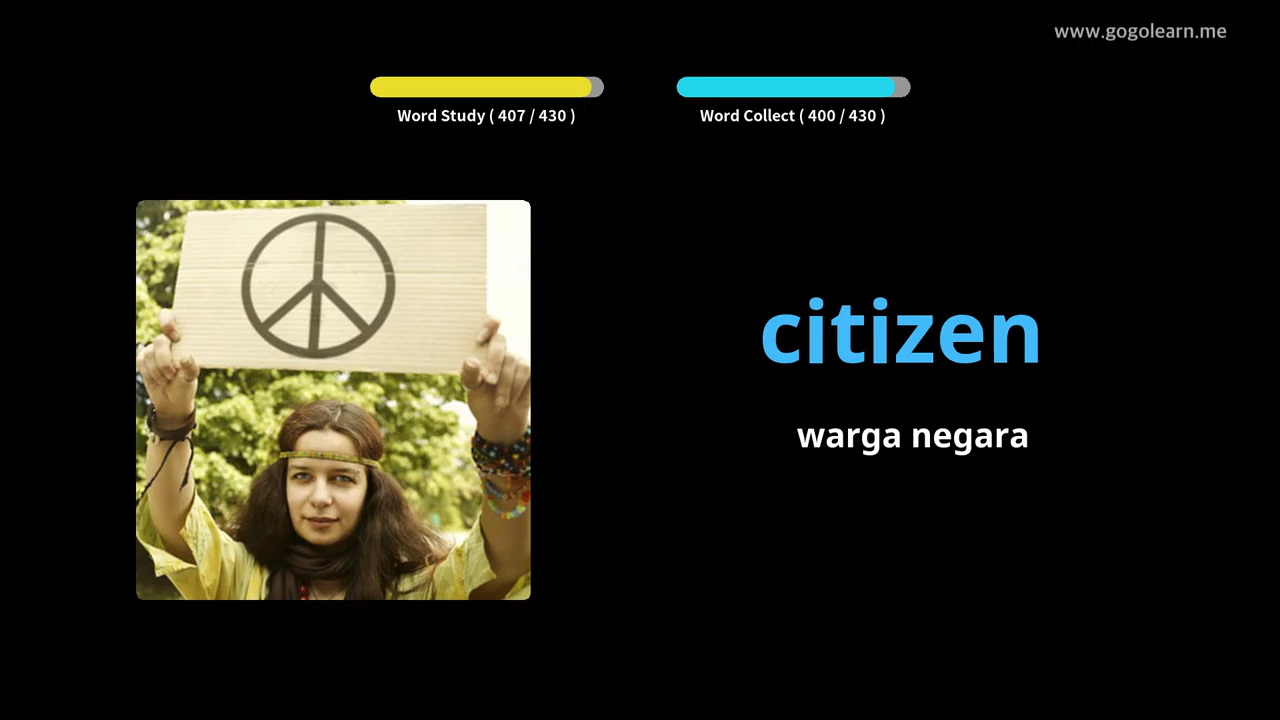 www.gogolearn.me
Word Study ( 407 / 430 )
Word Collect ( 400 / 430 )
citizen
warga negara